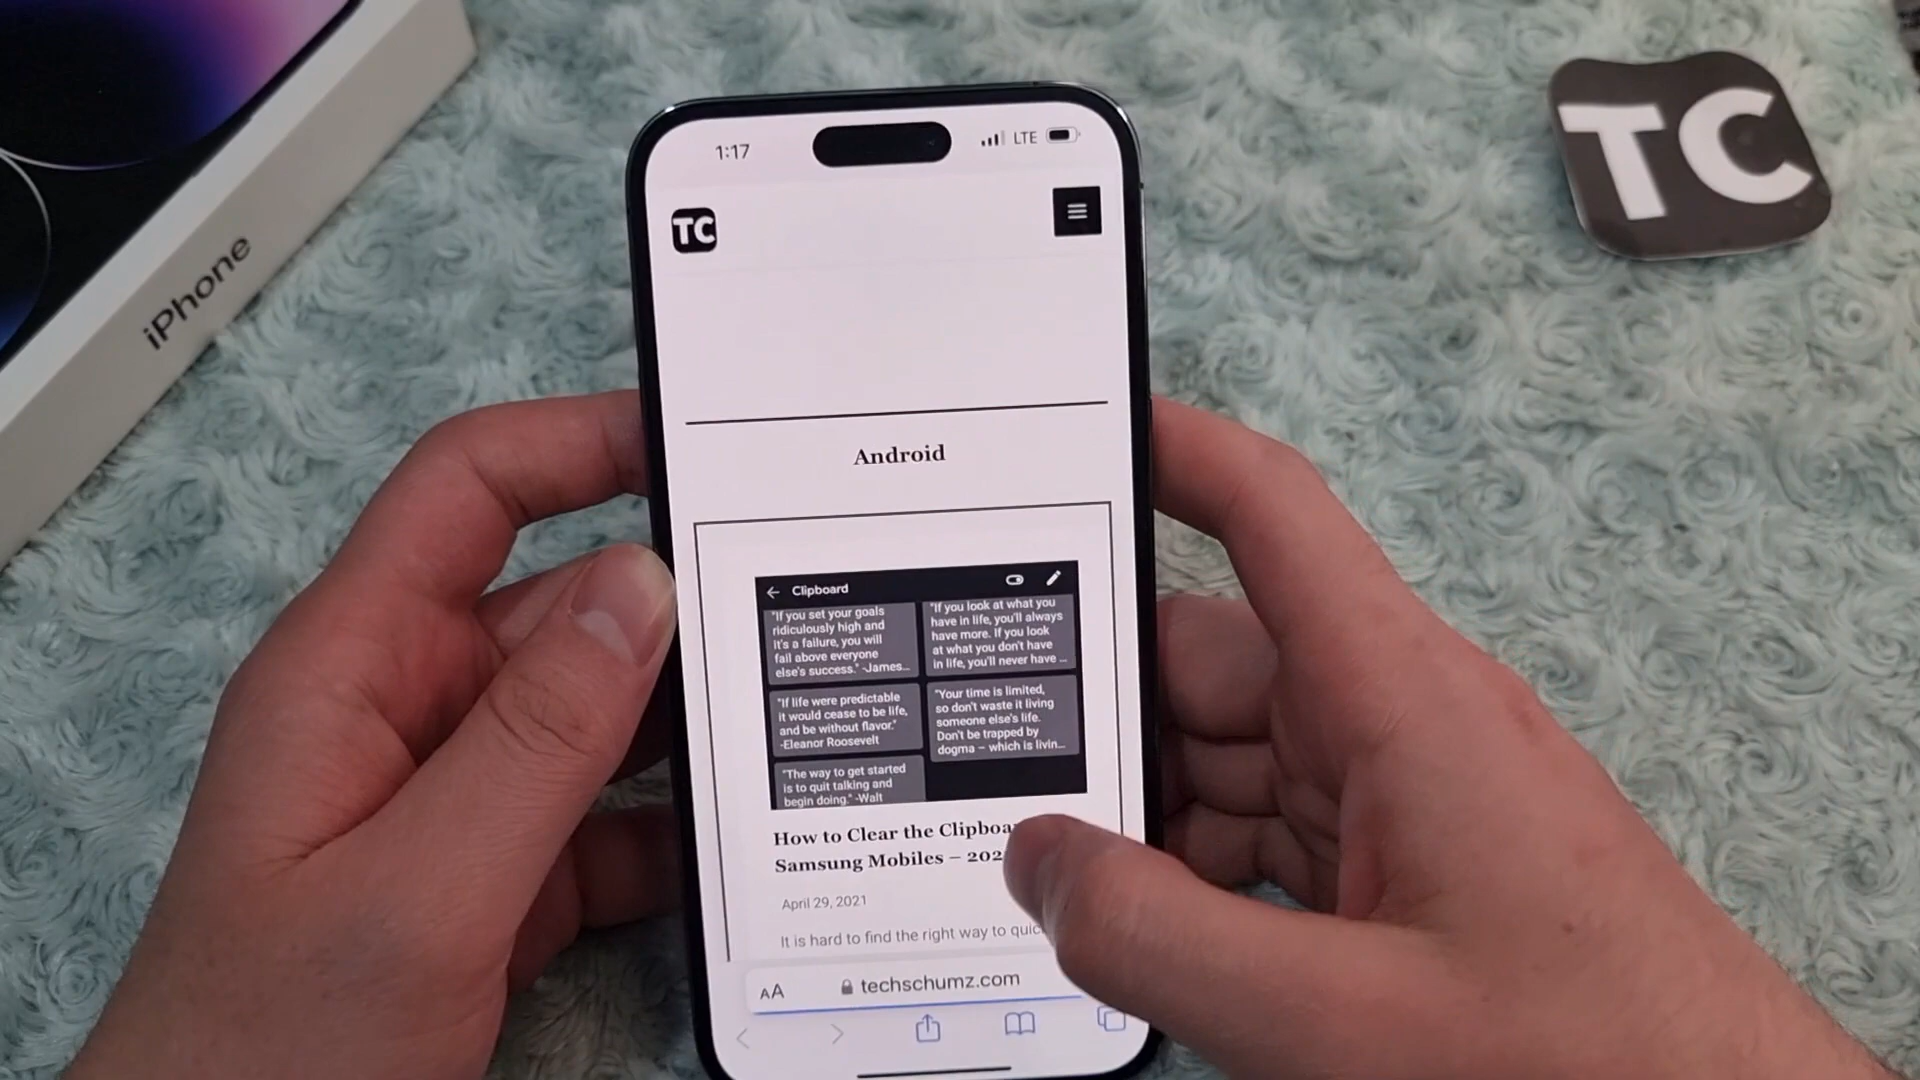 iPhone
TC
1:17
LTE
TC
Android
Clipboard
"If you set your goals
ridiculously high and
it's a failure, you will
fail above everyone
else's success." -James...
"If you look at what you
have in life, you'll always
have more. If you look
at what you don't have
in life, you'll never have ...
"If life were predictable
it would cease to be life,
and be without flavor."
-Eleanor Roosevelt
"Your time is limited,
so don't waste it living
someone else's life.
Don't be trapped by
dogma – which is livin...
"The way to get started
is to quit talking and
begin doing." -Walt
How to Clear the
Samsung Mobiles –
April 29, 2021
It is hard to find the right way to
AA
techschumz.com